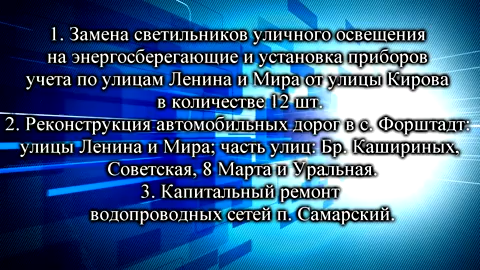 1. Замена светильников уличного освещения
на энергосберегающие и установка приборов
учета по улицам Ленина и Мира от улицы Кирова
в количестве 12 шт.
2. Реконструкция автомобильных дорог в с. Форштадт:
улицы Ленина и Мира; часть улиц: Бр. Кашириных,
Советская, 8 Марта и Уральная.
3. Капитальный ремонт
водопроводных сетей п. Самарский.